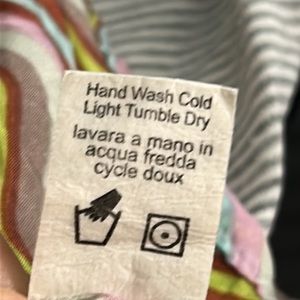 Hand Wash Cold
Light Tumble Dry
lavara a mano in
acqua fredda
cycle doux